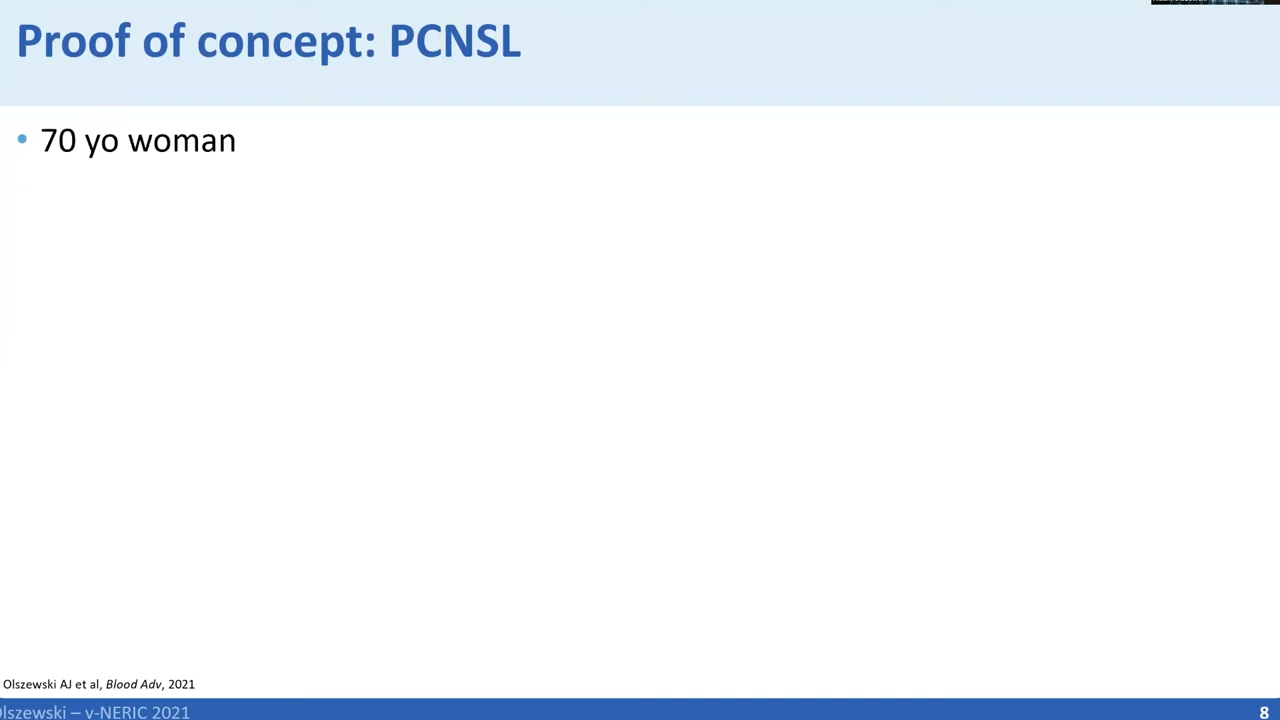 Proof of concept: PCNSL
• 70 yo woman
Olszewski AJ et al, Blood Adv, 2021
lszewski – v-NERIC 2021
8